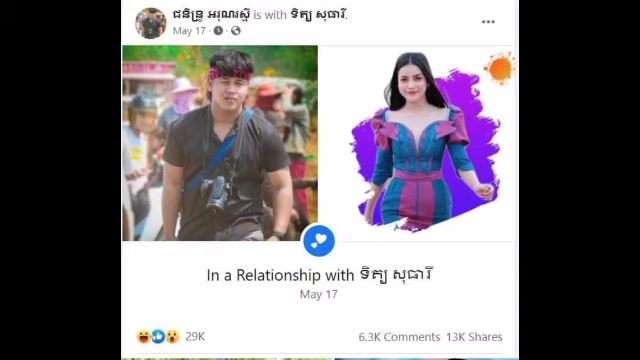 ជនិន្ទ្រ អរុណរស្មី is with ទិត្យ សុធារី.
May 17
In a Relationship with ទិត្យ សុធារី
May 17
29K
6.3K Comments 13K Shares